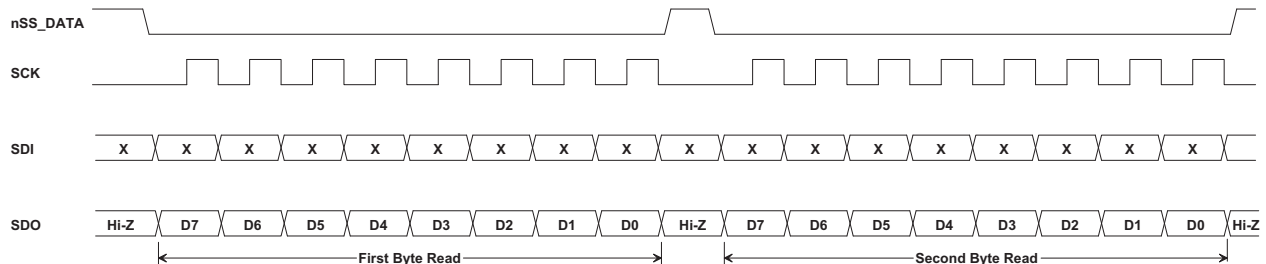 nSS_DATA
SCK
SDI X X X X X X X X X X X X X X X X X X
SDO Hi-Z D7 D6 D5 D4 D3 D2 D1 D0 Hi-Z D7 D6 D5 D4 D3 D2 D1 D0 Hi-Z
First Byte Read Second Byte Read